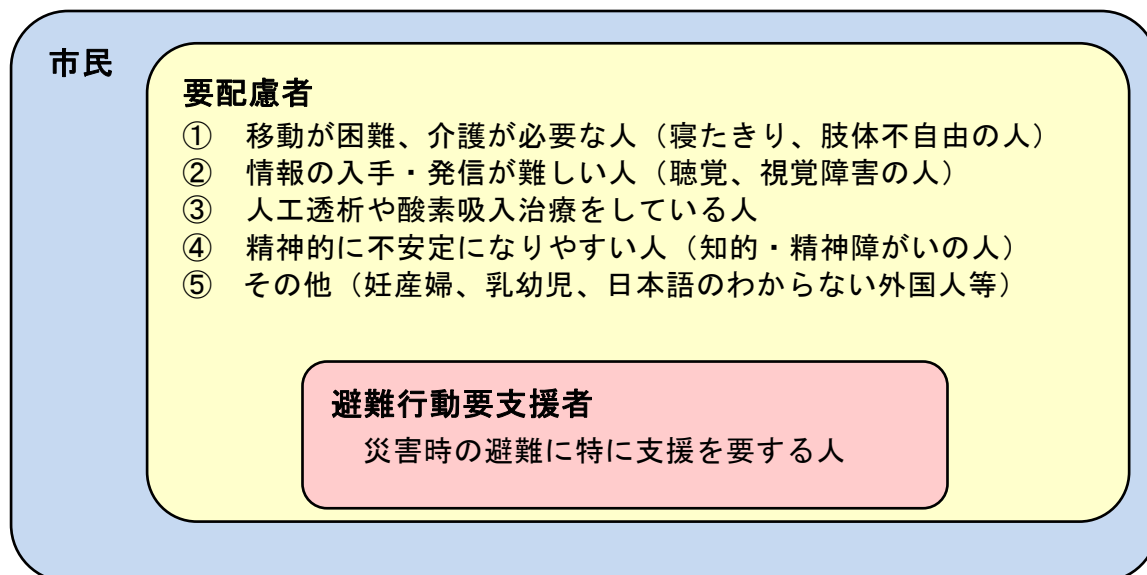 市民
要配慮者
① 移動が困難、介護が必要な人（寝たきり、肢体不自由の人）
② 情報の入手・発信が難しい人（聴覚、視覚障害の人）
③ 人工透析や酸素吸入治療をしている人
④ 精神的に不安定になりやすい人（知的・精神障がいの人）
⑤ その他（妊産婦、乳幼児、日本語のわからない外国人等）
避難行動要支援者
災害時の避難に特に支援を要する人